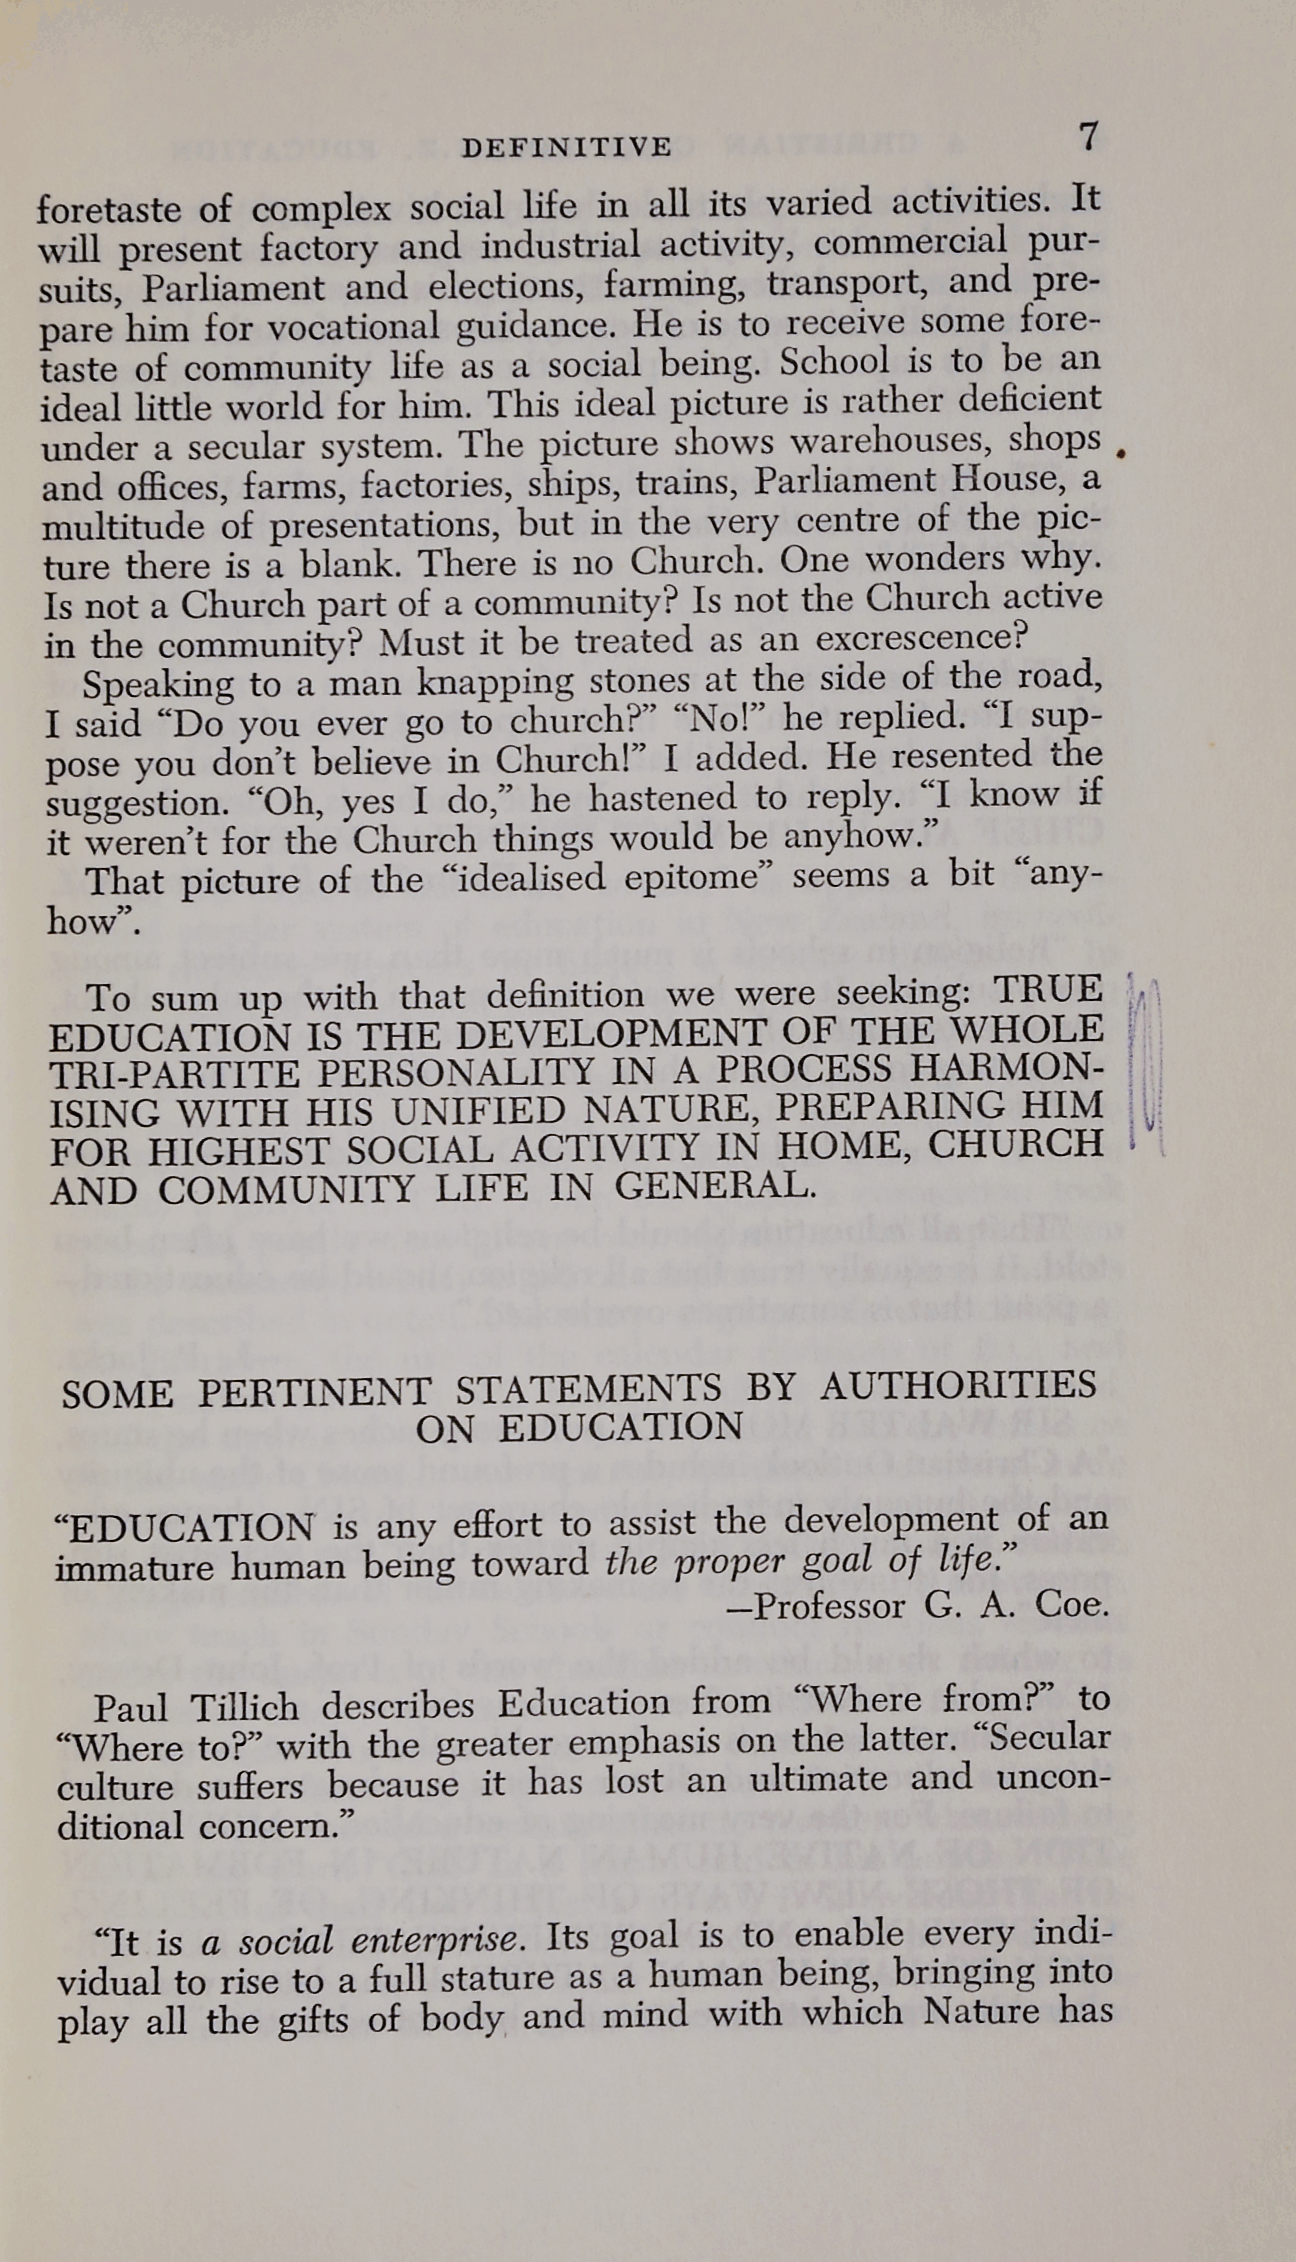 DEFINITIVE 7
foretaste of complex social life in all its varied activities. It
will present factory and industrial activity, commercial pur-
suits, Parliament and elections, farming, transport, and pre-
pare him for vocational guidance. He is to receive some fore-
taste of community life as a social being. School is to be an
ideal little world for him. This ideal picture is rather deficient
under a secular system. The picture shows warehouses, shops
and offices, farms, factories, ships, trains, Parliament House, a
multitude of presentations, but in the very centre of the pic-
ture there is a blank. There is no Church. One wonders why.
Is not a Church part of a community? Is not the Church active
in the community? Must it be treated as an excrescence?
Speaking to a man knapping stones at the side of the road,
I said “Do you ever go to church?” “No!” he replied. “I sup-
pose you don’t believe in Church!” I added. He resented the
suggestion. “Oh, yes I do,” he hastened to reply. “I know if
it weren’t for the Church things would be anyhow.”
That picture of the “idealised epitome” seems a bit “any-
how”.
To sum up with that definition we were seeking: TRUE
EDUCATION IS THE DEVELOPMENT OF THE WHOLE
TRI-PARTITE PERSONALITY IN A PROCESS HARMON-
ISING WITH HIS UNIFIED NATURE, PREPARING HIM
FOR HIGHEST SOCIAL ACTIVITY IN HOME, CHURCH
AND COMMUNITY LIFE IN GENERAL.
SOME PERTINENT STATEMENTS BY AUTHORITIES
ON EDUCATION
“EDUCATION is any effort to assist the development of an
immature human being toward the proper goal of life.”
—Professor G. A. Coe.
Paul Tillich describes Education from “Where from?” to
“Where to?” with the greater emphasis on the latter. “Secular
culture suffers because it has lost an ultimate and uncon-
ditional concern.”
“It is a social enterprise. Its goal is to enable every indi-
vidual to rise to a full stature as a human being, bringing into
play all the gifts of body and mind with which Nature has